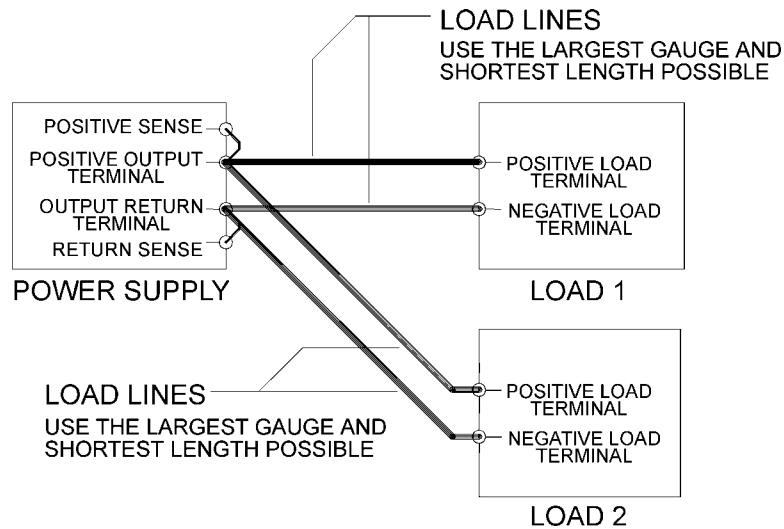 LOAD LINES
USE THE LARGEST GAUGE AND
SHORTEST LENGTH POSSIBLE
POSITIVE SENSE
POSITIVE OUTPUT
TERMINAL
OUTPUT RETURN
TERMINAL
RETURN SENSE
POWER SUPPLY
POSITIVE LOAD
TERMINAL
NEGATIVE LOAD
TERMINAL
LOAD 1
LOAD LINES
USE THE LARGEST GAUGE AND
SHORTEST LENGTH POSSIBLE
POSITIVE LOAD
TERMINAL
NEGATIVE LOAD
TERMINAL
LOAD 2